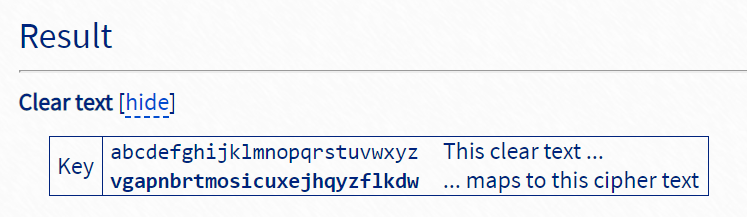 Result
Clear text [hide]
Key abcdefghijklmnopqrstuvwxyz This clear text ...
vgapnbrtmosicuxejhqyzflkdw ... maps to this cipher text